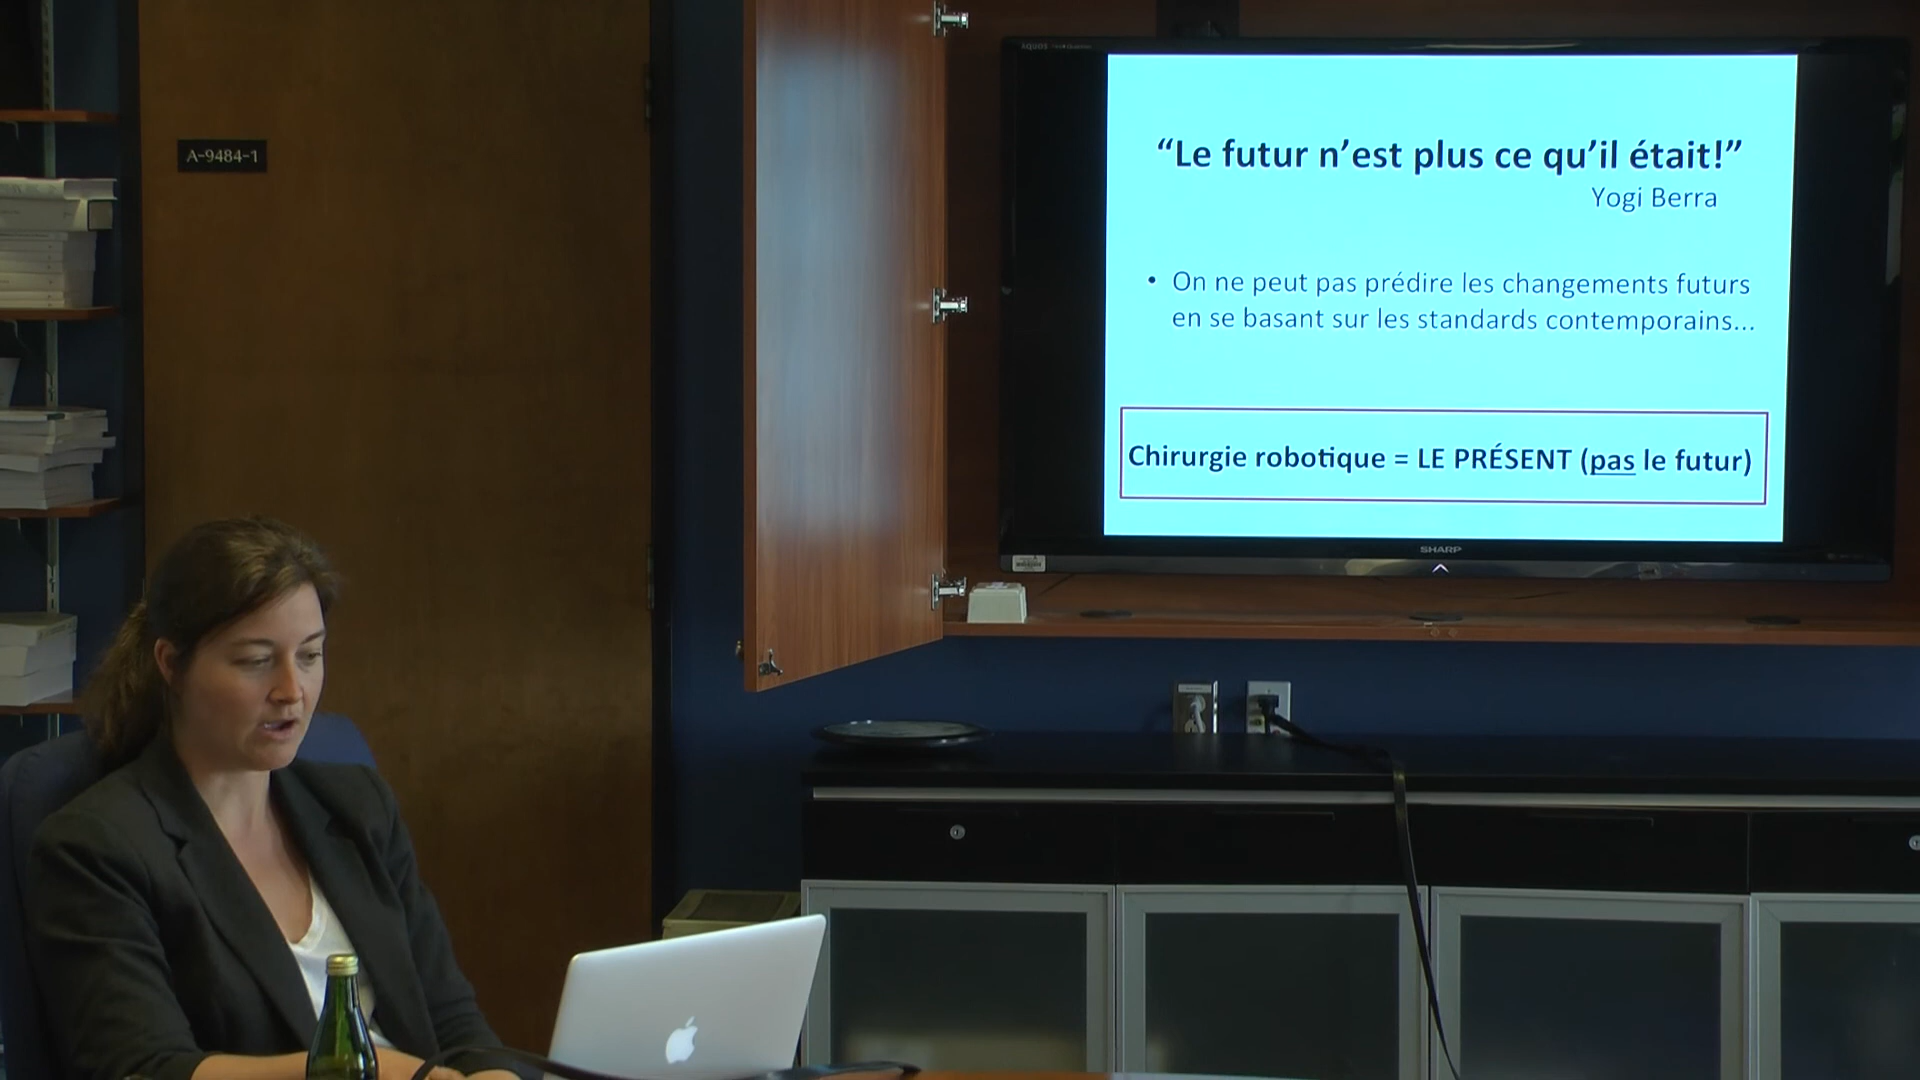 A-9484-1
AQUOS
“Le futur n’est plus ce qu’il était!”
Yogi Berra
• On ne peut pas prédire les changements futurs
en se basant sur les standards contemporains...
Chirurgie robotique = LE PRÉSENT (pas le futur)
SHARP